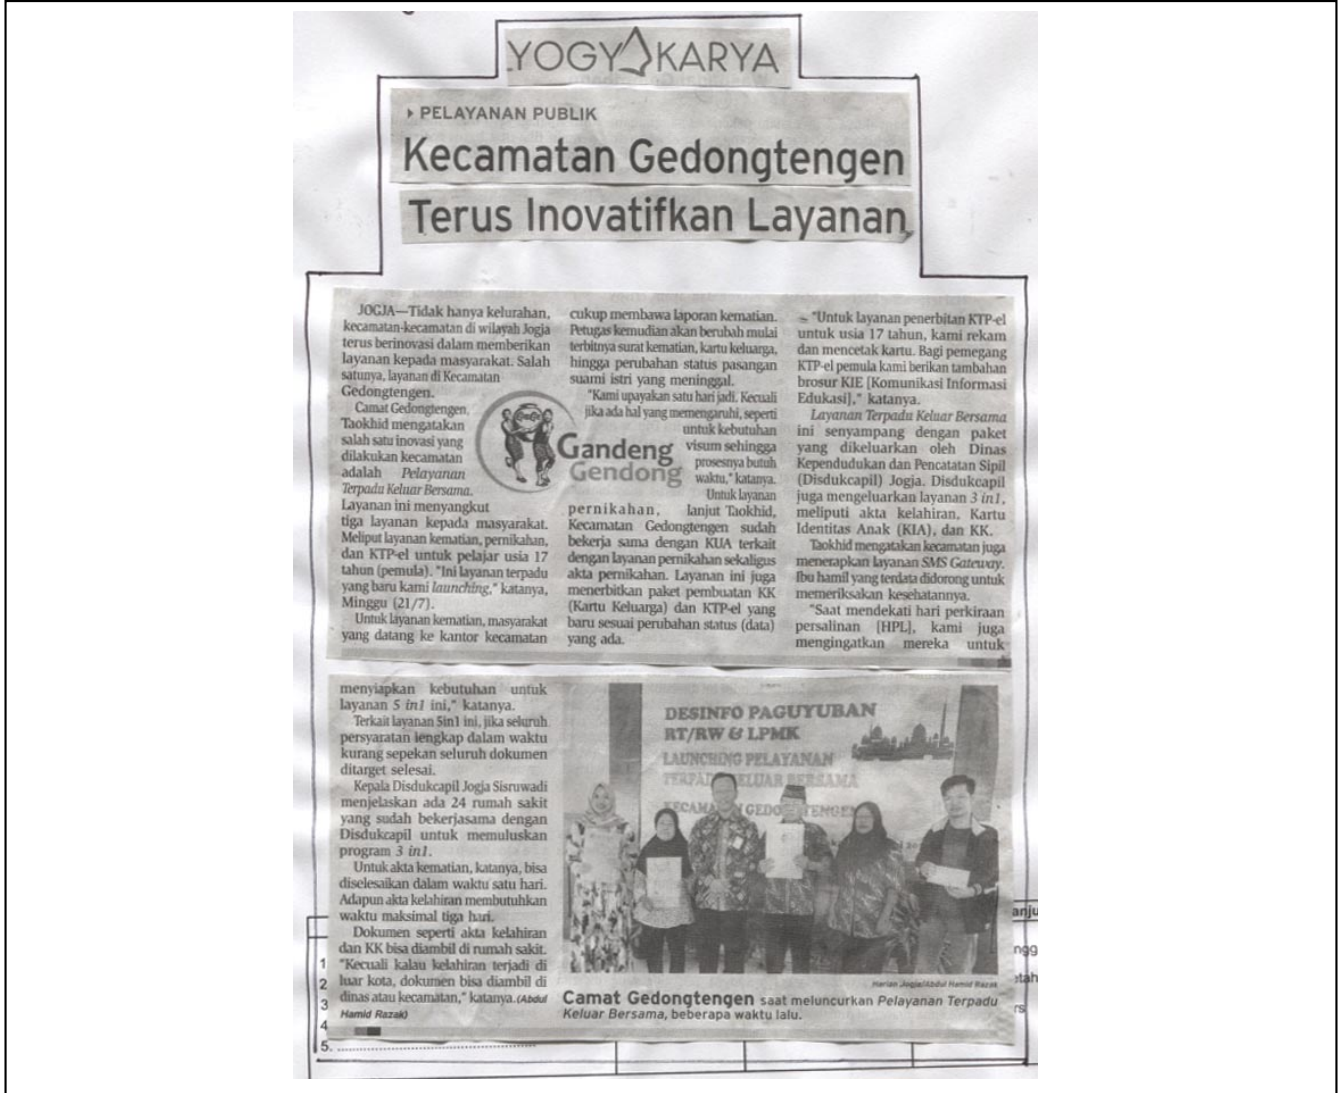 YOGYAKARYA
PELAYANAN PUBLIK
Kecamatan Gedongtengen
Terus Inovatifkan Layanan
JOGJA—Tidak hanya kelurahan,
kecamatan-kecamatan di wilayah Jogja
terus berinovasi dalam memberikan
layanan kepada masyarakat. Salah
satunya, layanan di Kecamatan
Gedongtengen.
Camat Gedongtengen,
Taokhid mengatakan
salah satu inovasi yang
dilakukan kecamatan
adalah Pelayanan
Terpadu Keluar Bersama.
Layanan ini menyangkut
tiga layanan kepada masyarakat.
Meliput layanan kematian, pernikahan,
dan KTP-el untuk pelajar usia 17
tahun (pemula). "Ini layanan terpadu
yang baru kami launching," katanya,
Minggu (21/7).
Untuk layanan kematian, masyarakat
yang datang ke kantor kecamatan
Gandeng
Gendong
cukup membawa laporan kematian.
Petugas kemudian akan berubah mulai
terbitnya surat kematian, kartu keluarga,
hingga perubahan status pasangan
suami istri yang meninggal.
"Kami upayakan satu hari jadi. Kecuali
jika ada hal yang memengaruhi, seperti
untuk kebutuhan
visum sehingga
prosesnya butuh
waktu," katanya.
Untuk layanan
pernikahan, lanjut Taokhid,
Kecamatan Gedongtengen sudah
bekerja sama dengan KUA terkait
dengan layanan pernikahan sekaligus
akta pernikahan. Layanan ini juga
menerbitkan paket pembuatan KK
(Kartu Keluarga) dan KTP-el yang
baru sesuai perubahan status (data)
yang ada.
"Untuk layanan penerbitan KTP-el
untuk usia 17 tahun, kami rekam
dan mencetak kartu. Bagi pemegang
KTP-el pemula kami berikan tambahan
brosur KIE [Komunikasi Informasi
Edukasi]," katanya.
Layanan Terpadu Keluar Bersama
ini senyampang dengan paket
yang dikeluarkan oleh Dinas
Kependudukan dan Pencatatan Sipil
(Disdukcapil) Jogja. Disdukcapil
juga mengeluarkan layanan 3 in1,
meliputi akta kelahiran, Kartu
Identitas Anak (KIA), dan KK.
Taokhid mengatakan kecamatan juga
menerapkan layanan SMS Gateway.
Ibu hamil yang terdata didorong untuk
memeriksakan kesehatannya.
"Saat mendekati hari perkiraan
persalinan [HPL], kami juga
mengingatkan mereka untuk
menyiapkan kebutuhan untuk
layanan 5 in1 ini," katanya.
Terkait layanan 5in1 ini, jika seluruh
persyaratan lengkap dalam waktu
kurang sepekan seluruh dokumen
ditarget selesai.
Kepala Disdukcapil Jogja Sisruwadi
menjelaskan ada 24 rumah sakit
yang sudah bekerjasama dengan
Disdukcapil untuk memuluskan
program 3 in1.
Untuk akta kematian, katanya, bisa
diselesaikan dalam waktu satu hari.
Adapun akta kelahiran membutuhkan
waktu maksimal tiga hari.
Dokumen seperti akta kelahiran
dan KK bisa diambil di rumah sakit.
"Kecuali kalau kelahiran terjadi di
luar kota, dokumen bisa diambil di
dinas atau kecamatan," katanya. (Abdul
Hamid Razak)
DESINFO PAGUYUBAN
RT/RW & LPMK
LAUNCHING PELAYANAN
Harian Jogja/Abdul Hamid Razak
Camat Gedongtengen saat meluncurkan Pelayanan Terpadu
Keluar Bersama, beberapa waktu lalu.
1
2
3
4
5.